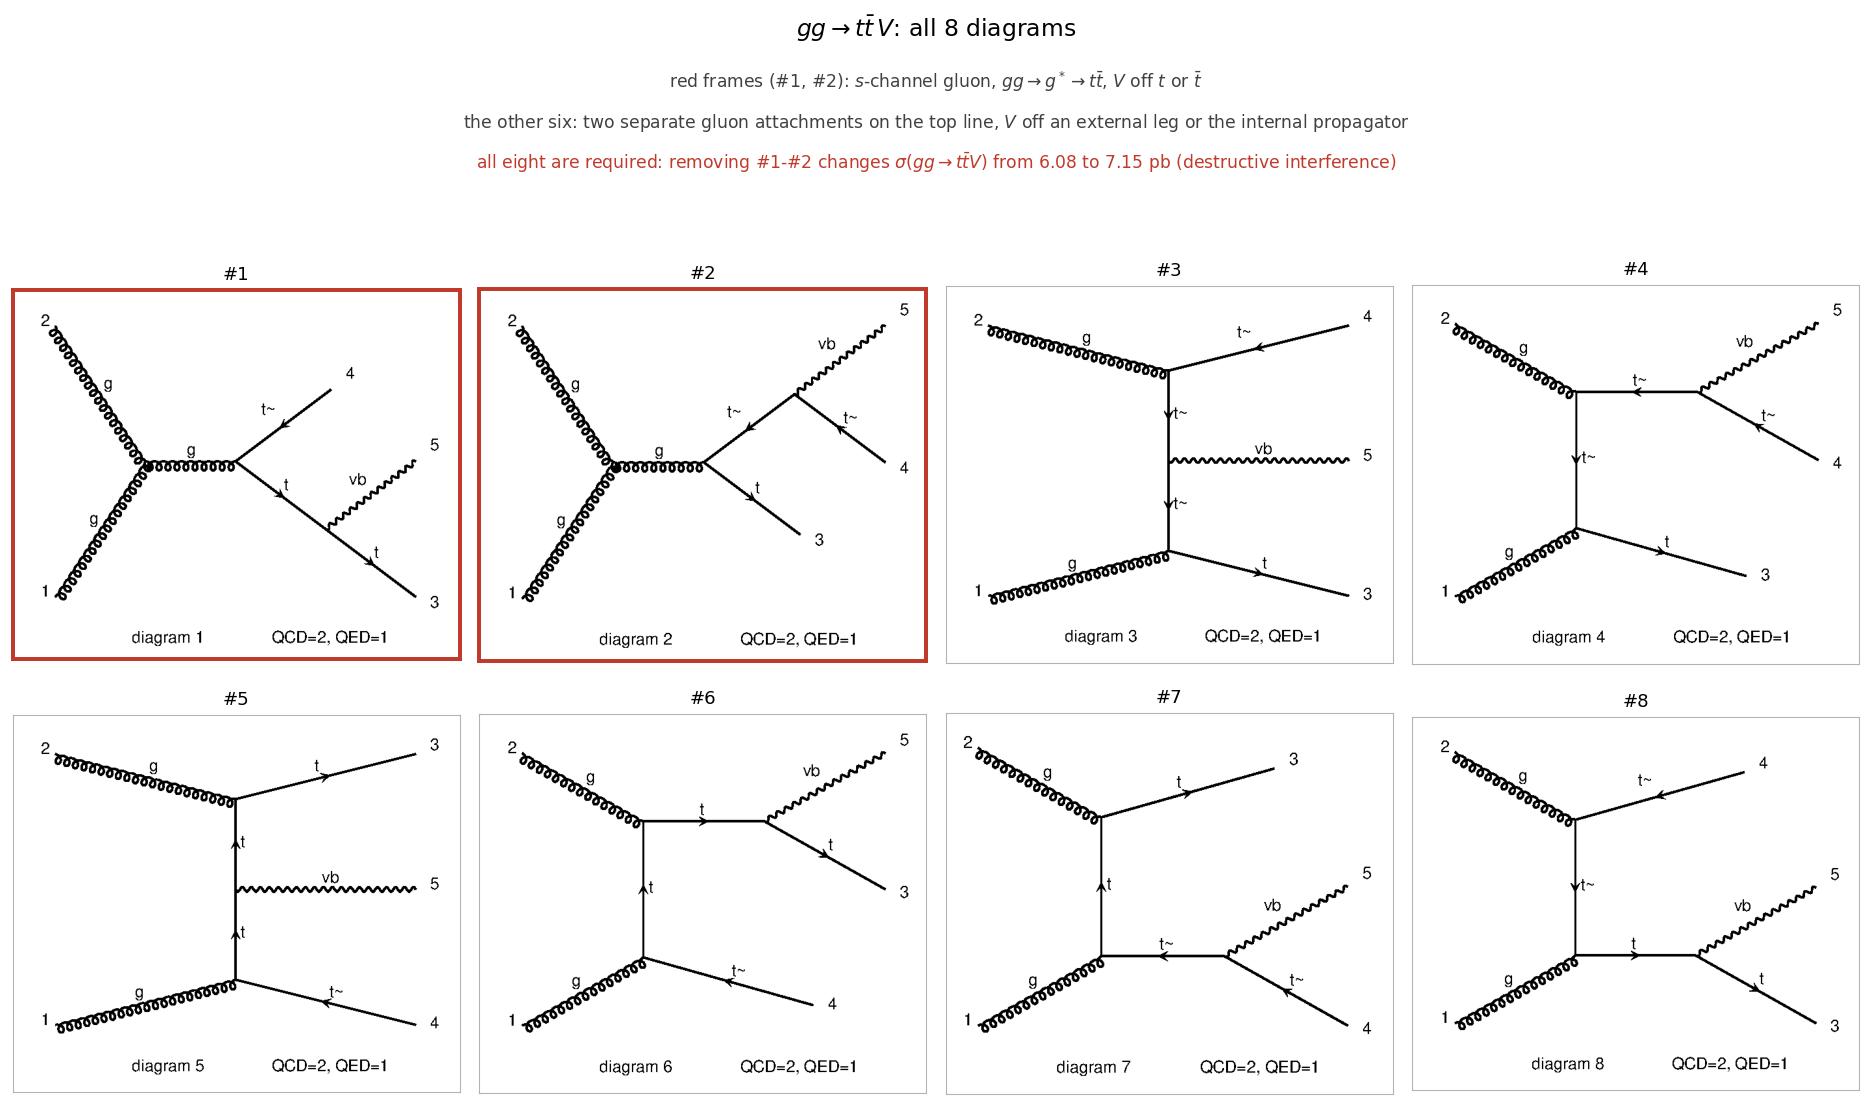 gg → tt̄ V: all 8 diagrams
red frames (#1, #2): s-channel gluon, gg → g* → tt̄, V off t or t̄
the other six: two separate gluon attachments on the top line, V off an external leg or the internal propagator
all eight are required: removing #1-#2 changes σ(gg → tt̄V) from 6.08 to 7.15 pb (destructive interference)
#1
2
g
g
g
1
t~
4
t
vb
5
t
3
diagram 1 QCD=2, QED=1
#2
2
g
g
g
1
t~
vb
5
t~
4
t
3
diagram 2 QCD=2, QED=1
#3
2
g
t~
4
t~
vb
5
t~
g
1
t
3
diagram 3 QCD=2, QED=1
#4
2
g
t~
vb
5
t~
4
t~
g
1
t
3
diagram 4 QCD=2, QED=1
#5
2
g
t
3
t
vb
5
t
g
1
t~
4
diagram 5 QCD=2, QED=1
#6
2
g
t
vb
5
t
3
t
g
1
t~
4
diagram 6 QCD=2, QED=1
#7
2
g
t
3
t
g
1
t~
vb
5
t~
4
diagram 7 QCD=2, QED=1
#8
2
g
t~
4
t~
g
1
t
vb
5
t
3
diagram 8 QCD=2, QED=1